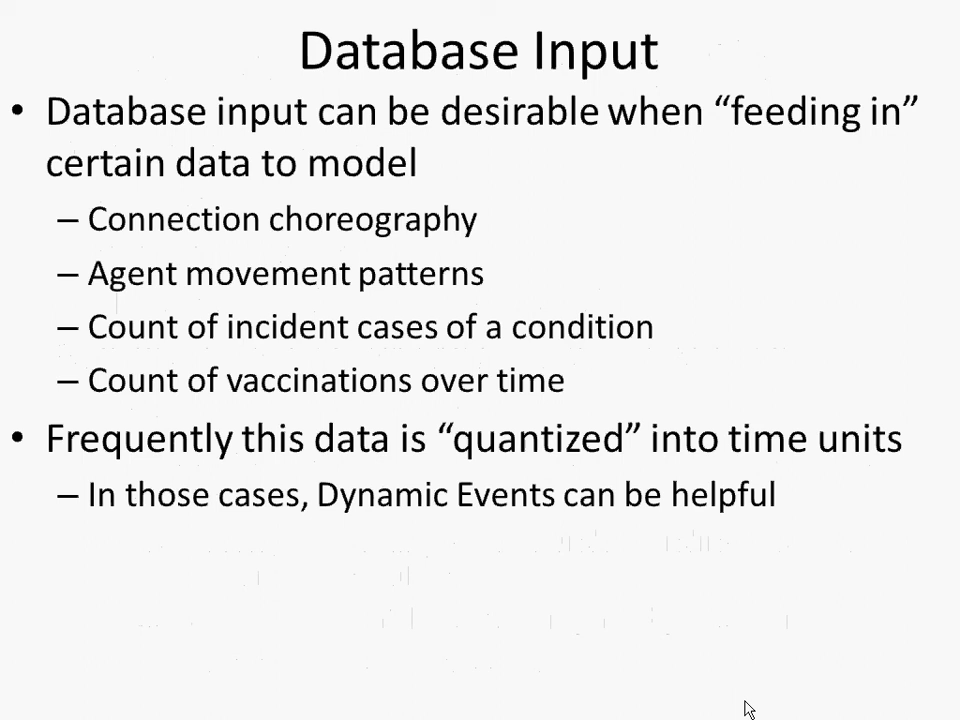 Database Input
• Database input can be desirable when “feeding in”
certain data to model
– Connection choreography
– Agent movement patterns
– Count of incident cases of a condition
– Count of vaccinations over time
• Frequently this data is “quantized” into time units
– In those cases, Dynamic Events can be helpful